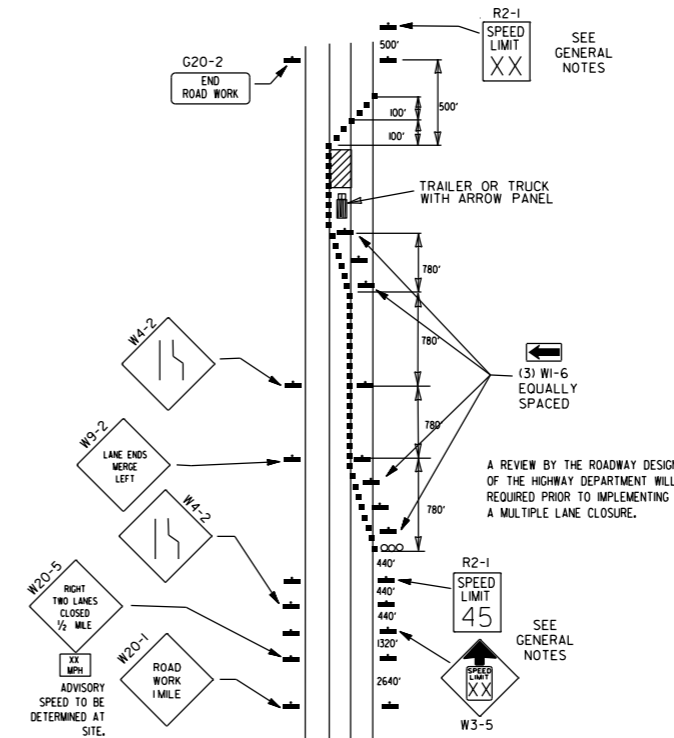 R2-1
SPEED
LIMIT
XX
SEE
GENERAL
NOTES
500'
G20-2
END
ROAD WORK
500'
100'
100'
TRAILER OR TRUCK
WITH ARROW PANEL
780'
780'
W4-2
(3) W1-6
EQUALLY
SPACED
W9-2
LANE ENDS
MERGE
LEFT
780'
A REVIEW BY THE ROADWAY DESIGN
OF THE HIGHWAY DEPARTMENT WILL
REQUIRED PRIOR TO IMPLEMENTING
A MULTIPLE LANE CLOSURE.
780'
W4-2
440'
R2-1
SPEED
LIMIT
45
440'
W20-5
RIGHT
TWO LANES
CLOSED
1/2 MILE
XX
MPH
ADVISORY
SPEED TO BE
DETERMINED AT
SITE.
440'
SEE
GENERAL
NOTES
1320'
W20-1
ROAD
WORK
1 MILE
2640'
SPEED
LIMIT
XX
W3-5